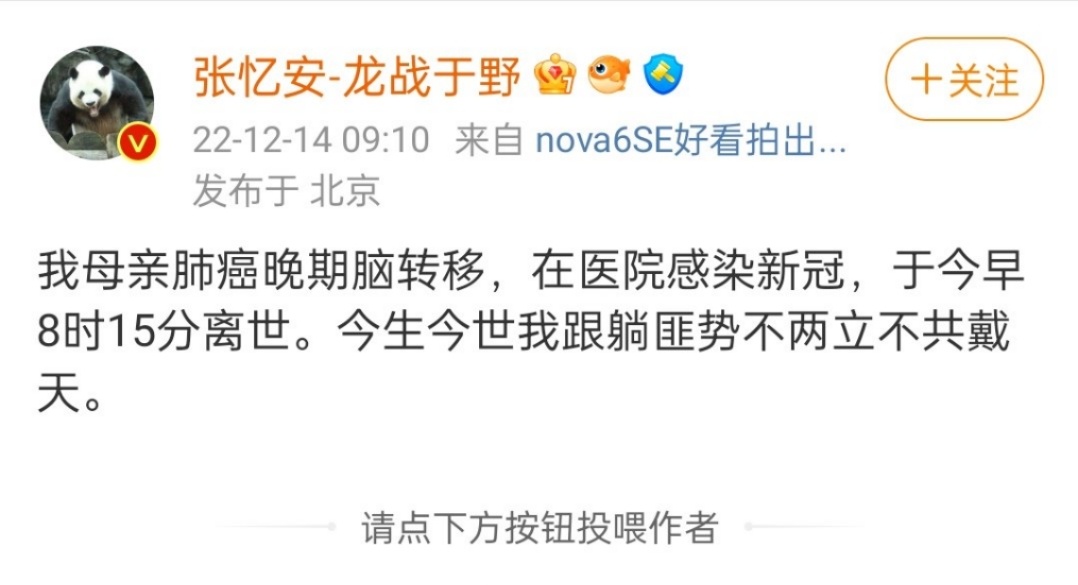 张忆安-龙战于野
+关注
22-12-14 09:10 来自 nova6SE好看拍出...
发布于 北京
我母亲肺癌晚期脑转移，在医院感染新冠，于今早
8时15分离世。今生今世我跟躺匪势不两立不共戴
天。
请点下方按钮投喂作者